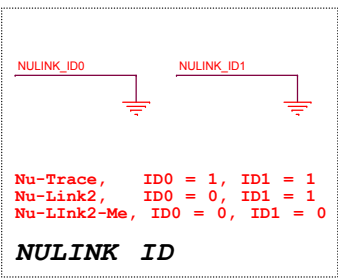 NULINK_ID0 NULINK_ID1
Nu-Trace, ID0 = 1, ID1 = 1
Nu-Link2, ID0 = 0, ID1 = 1
Nu-LInk2-Me, ID0 = 0, ID1 = 0
NULINK ID